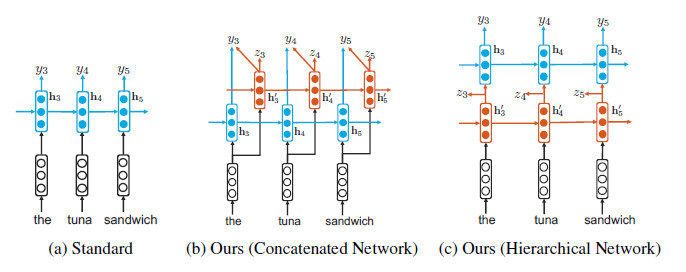 y₃ y₄ y₅
h₃ h₄ h₅
the tuna sandwich
(a) Standard
y₃ z₃ y₄ z₄ y₅ z₅
h′₃ h′₄ h′₅
h₃ h₄ h₅
the tuna sandwich
(b) Ours (Concatenated Network)
y₃ y₄ y₅
h₃ h₄ h₅
z₃ z₄ z₅
h′₃ h′₄ h′₅
the tuna sandwich
(c) Ours (Hierarchical Network)